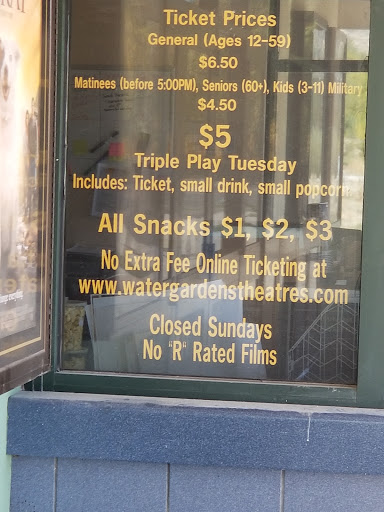 Ticket Prices
General (Ages 12-59)
$6.50
Matinees (before 5:00PM), Seniors (60+), Kids (3-11) Military
$4.50
$5
Triple Play Tuesday
Includes: Ticket, small drink, small popcorn
All Snacks $1, $2, $3
No Extra Fee Online Ticketing at
www.watergardenstheatres.com
Closed Sundays
No "R" Rated Films